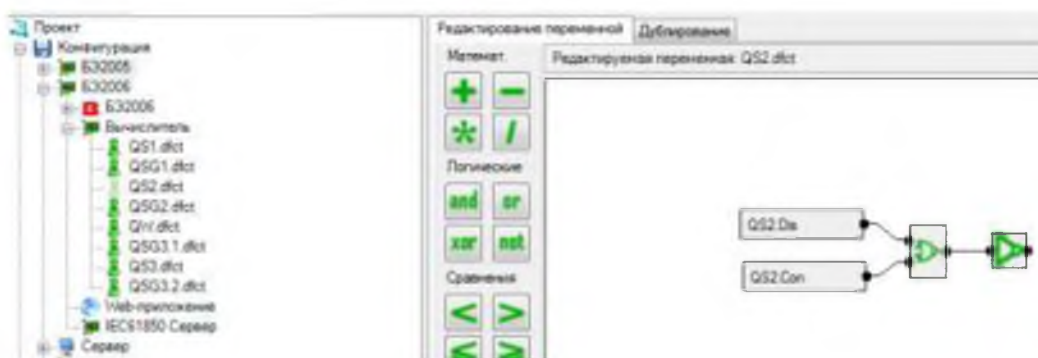 Проект
Конфигурация
БЭ2005
БЭ2006
БЭ2006
Вычислитель
QS1.dfct
QSG1.dfct
QS2.dfct
QSG2.dfct
QW.dfct
QSG3.1.dfct
QS3.dfct
QSG3.2.dfct
Web-приложение
IEC61850 Сервер
Сервер
Редактирование переменной
Дублирование
Математ.
Редактируемая переменная: QS2.dfct
+ −
* /
Логические
and or
xor not
Сравнения
< >
< >
QS2.Dis
QS2.Con